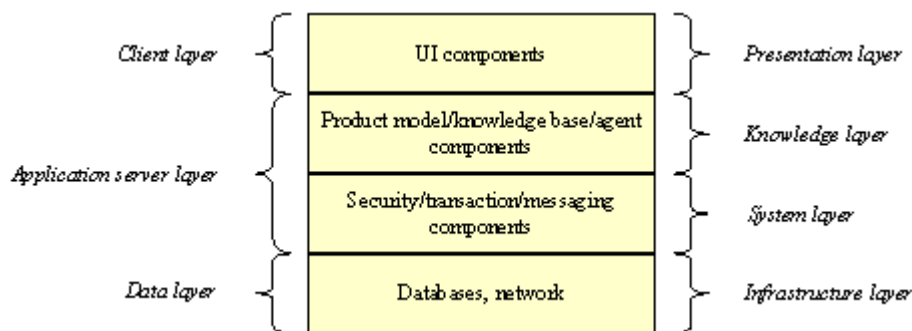 Client layer
UI components
Presentation layer
Product model/knowledge base/agent
components
Knowledge layer
Application server layer
Security/transaction/messaging
components
System layer
Data layer
Databases, network
Infrastructure layer